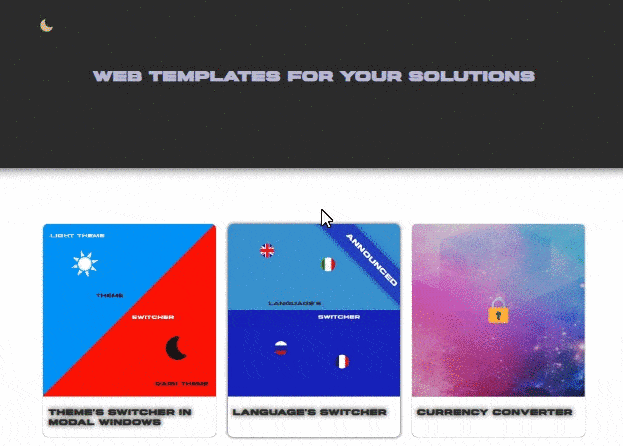 WEB TEMPLATES FOR YOUR SOLUTIONS
LIGHT THEME
THEME
SWITCHER
DARK THEME
ANNOUNCED
LANGUAGE'S
SWITCHER
THEME'S SWITCHER IN
MODAL WINDOWS
LANGUAGE'S SWITCHER
CURRENCY CONVERTER